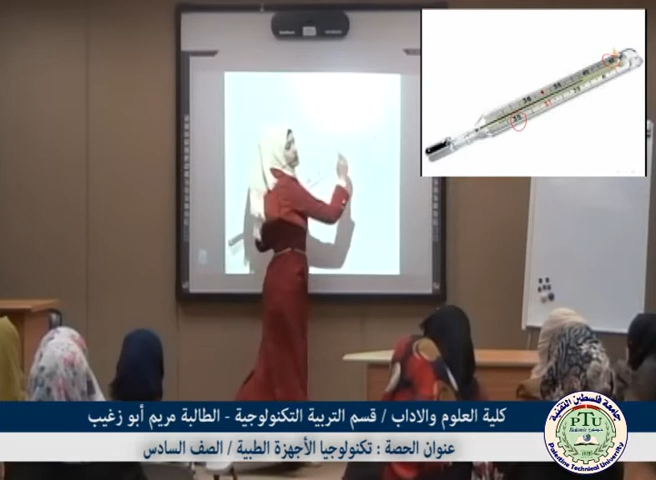 كلية العلوم والاداب / قسم التربية التكنولوجية - الطالبة مريم أبو زغيب
عنوان الحصة : تكنولوجيا الأجهزة الطبية / الصف السادس
جامعة فلسطين التقنية
PTU
Palestine Technical University